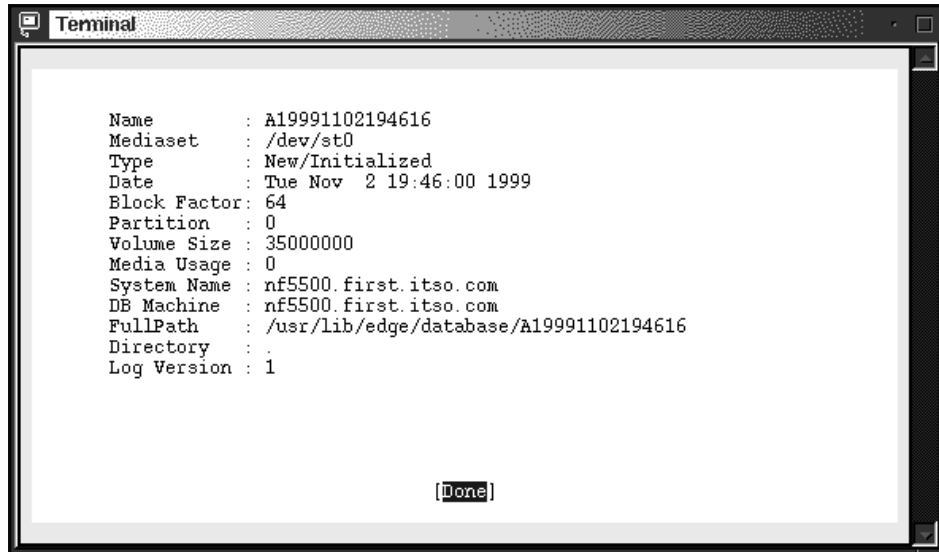 Terminal
Name : A19991102194616
Mediaset : /dev/st0
Type : New/Initialized
Date : Tue Nov  2 19:46:00 1999
Block Factor: 64
Partition : 0
Volume Size : 35000000
Media Usage : 0
System Name : nf5500.first.itso.com
DB Machine : nf5500.first.itso.com
FullPath : /usr/lib/edge/database/A19991102194616
Directory : .
Log Version : 1
[Done]